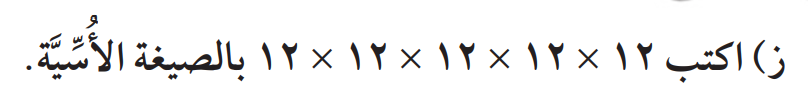 ز) اكتب ١٢ × ١٢ × ١٢ × ١٢ × ١٢ بالصيغة الأُسِّيَّة.